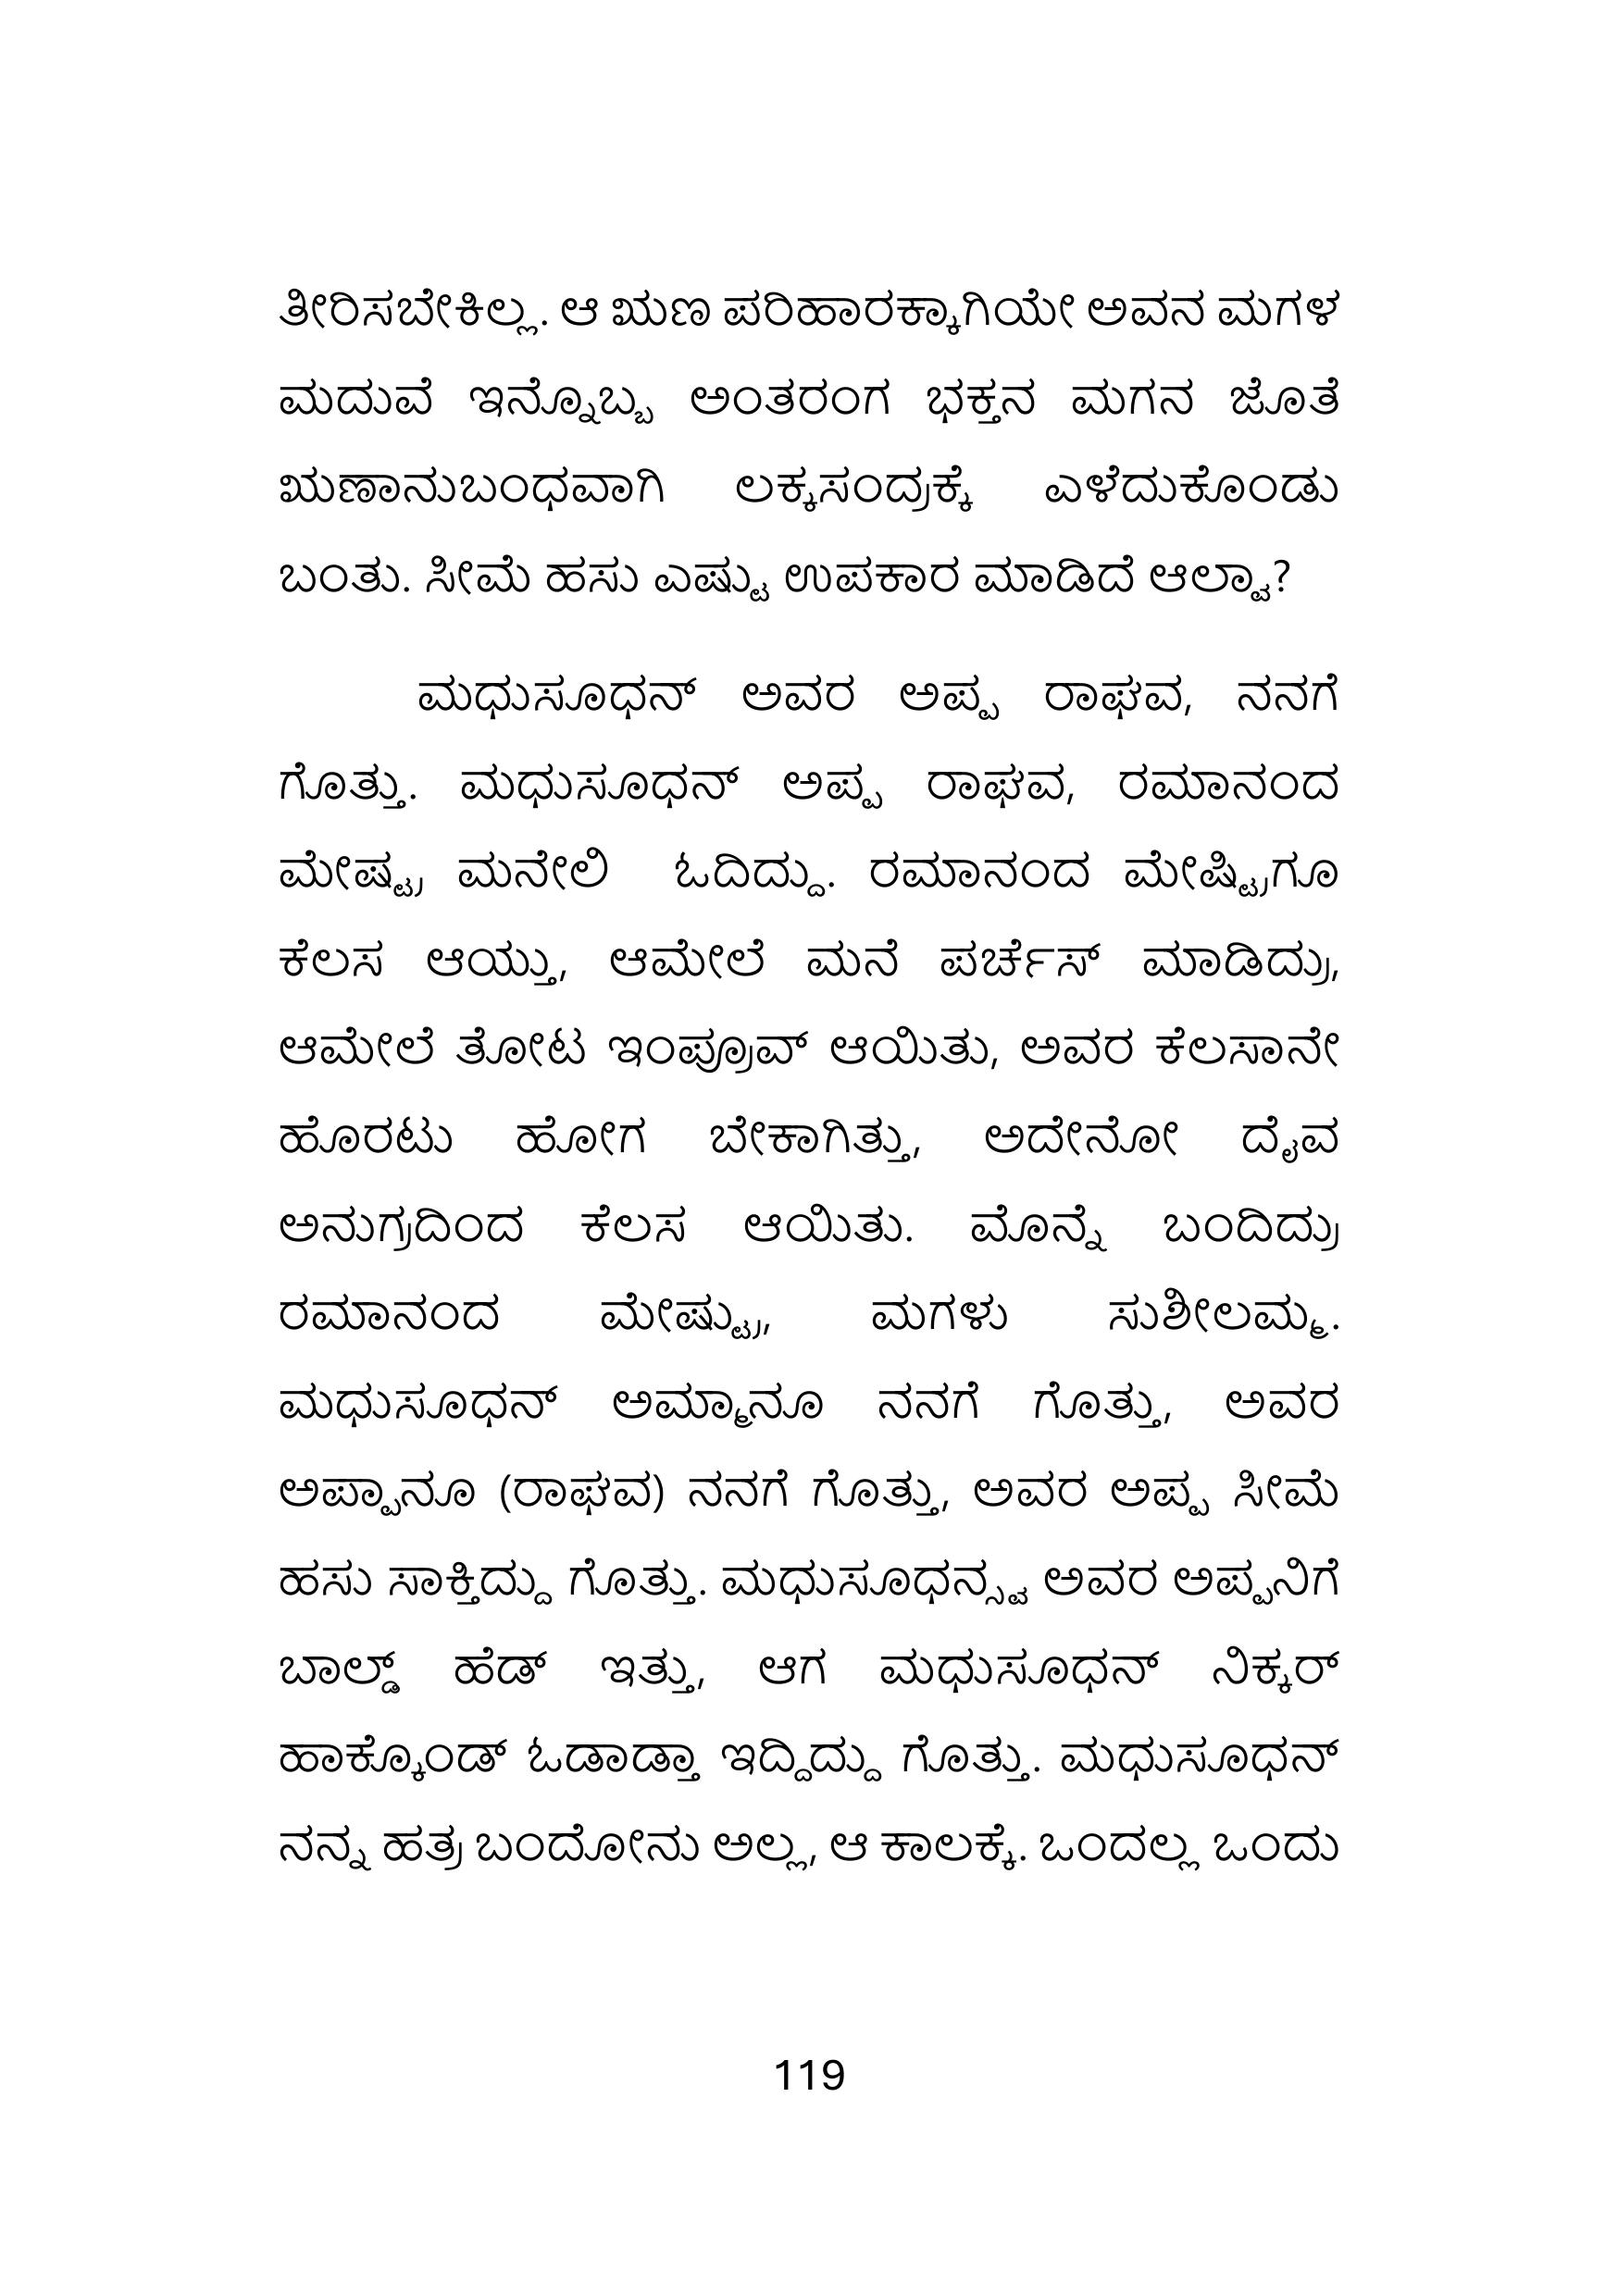 ತೀರಿಸಬೇಕಿಲ್ಲ. ಆ ಋಣ ಪರಿಹಾರಕ್ಕಾಗಿಯೇ ಅವನ ಮಗಳ
ಮದುವೆ ಇನ್ನೊಬ್ಬ ಅಂತರಂಗ ಭಕ್ತನ ಮಗನ ಜೊತೆ
ಋಣಾನುಬಂಧವಾಗಿ ಲಕ್ಕಸಂದ್ರಕ್ಕೆ ಎಳೆದುಕೊಂಡು
ಬಂತು. ಸೀಮೆ ಹಸು ಎಷ್ಟು ಉಪಕಾರ ಮಾಡಿದೆ ಆಲ್ವಾ?
ಮಧುಸೂಧನ್ ಅವರ ಅಪ್ಪ ರಾಘವ, ನನಗೆ
ಗೊತ್ತು. ಮಧುಸೂಧನ್ ಅಪ್ಪ ರಾಘವ, ರಮಾನಂದ
ಮೇಷ್ಟ್ರ ಮನೇಲಿ ಓದಿದ್ದು. ರಮಾನಂದ ಮೇಷ್ಟ್ರಿಗೂ
ಕೆಲಸ ಆಯ್ತು, ಆಮೇಲೆ ಮನೆ ಪರ್ಚೆಸ್ ಮಾಡಿದ್ರು,
ಆಮೇಲೆ ತೋಟ ಇಂಪ್ರೂವ್ ಆಯಿತು, ಅವರ ಕೆಲಸಾನೇ
ಹೊರಟು ಹೋಗ ಬೇಕಾಗಿತ್ತು, ಅದೇನೋ ದೈವ
ಅನುಗ್ರದಿಂದ ಕೆಲಸ ಆಯಿತು. ಮೊನ್ನೆ ಬಂದಿದ್ರು
ರಮಾನಂದ ಮೇಷ್ಟ್ರು, ಮಗಳು ಸುಶೀಲಮ್ಮ.
ಮಧುಸೂಧನ್ ಅಮ್ಮಾನೂ ನನಗೆ ಗೊತ್ತು, ಅವರ
ಅಪ್ಪಾನೂ (ರಾಘವ) ನನಗೆ ಗೊತ್ತು, ಅವರ ಅಪ್ಪ ಸೀಮೆ
ಹಸು ಸಾಕ್ತಿದ್ದು ಗೊತ್ತು. ಮಧುಸೂಧನ್ಸ್ವ ಅವರ ಅಪ್ಪನಿಗೆ
ಬಾಲ್ಡ್ ಹೆಡ್ ಇತ್ತು, ಆಗ ಮಧುಸೂಧನ್ ನಿಕ್ಕರ್
ಹಾಕ್ಕೊಂಡ್ ಓಡಾಡ್ತಾ ಇದ್ದಿದ್ದು ಗೊತ್ತು. ಮಧುಸೂಧನ್
ನನ್ನ ಹತ್ರ ಬಂದೋನು ಅಲ್ಲ, ಆ ಕಾಲಕ್ಕೆ. ಒಂದಲ್ಲ ಒಂದು
119